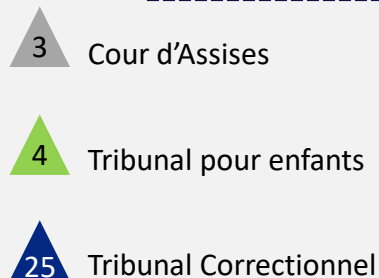 3 Cour d’Assises
4 Tribunal pour enfants
25 Tribunal Correctionnel